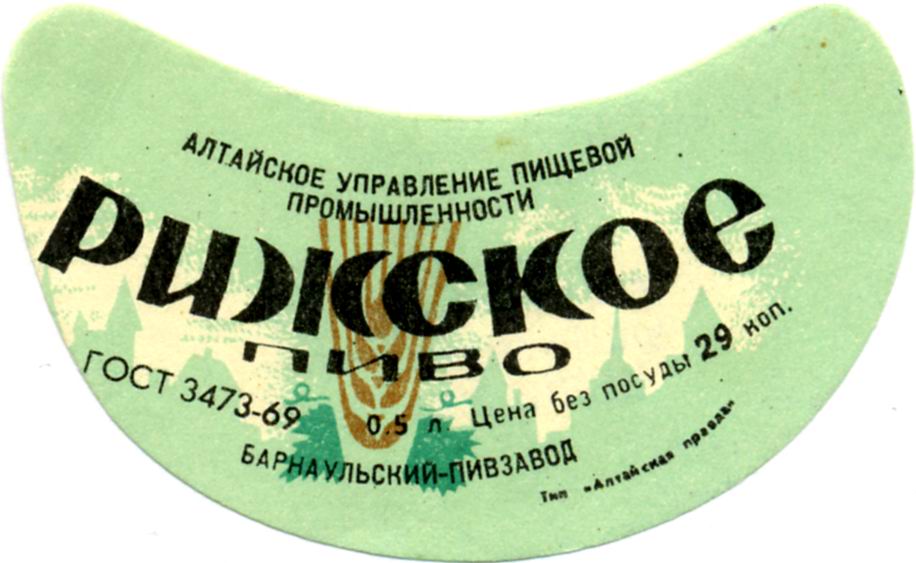 АЛТАЙСКОЕ УПРАВЛЕНИЕ ПИЩЕВОЙ
ПРОМЫШЛЕННОСТИ
РИЖСКОЕ
ПИВО
ГОСТ 3473-69
0.5 л Цена без посуды 29 коп.
БАРНАУЛЬСКИЙ-ПИВЗАВОД
Тип «Алтайская правда»